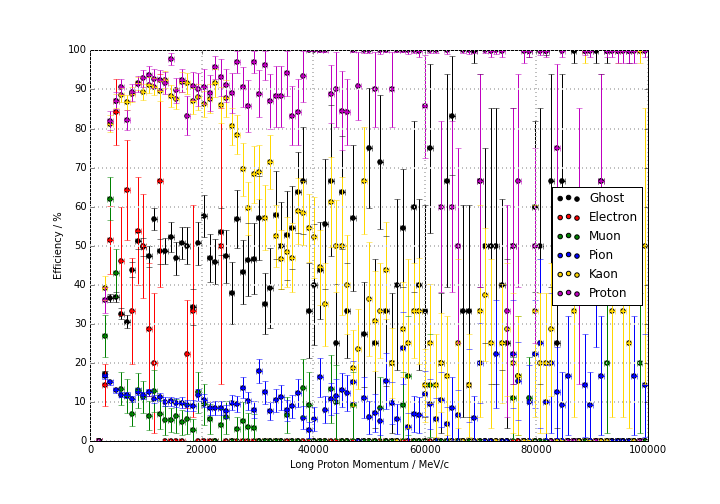 100
90
80
70
60
50
40
30
20
10
0
Efficiency / %
Ghost
Electron
Muon
Pion
Kaon
Proton
0
20000
40000
60000
80000
100000
Long Proton Momentum / MeV/c